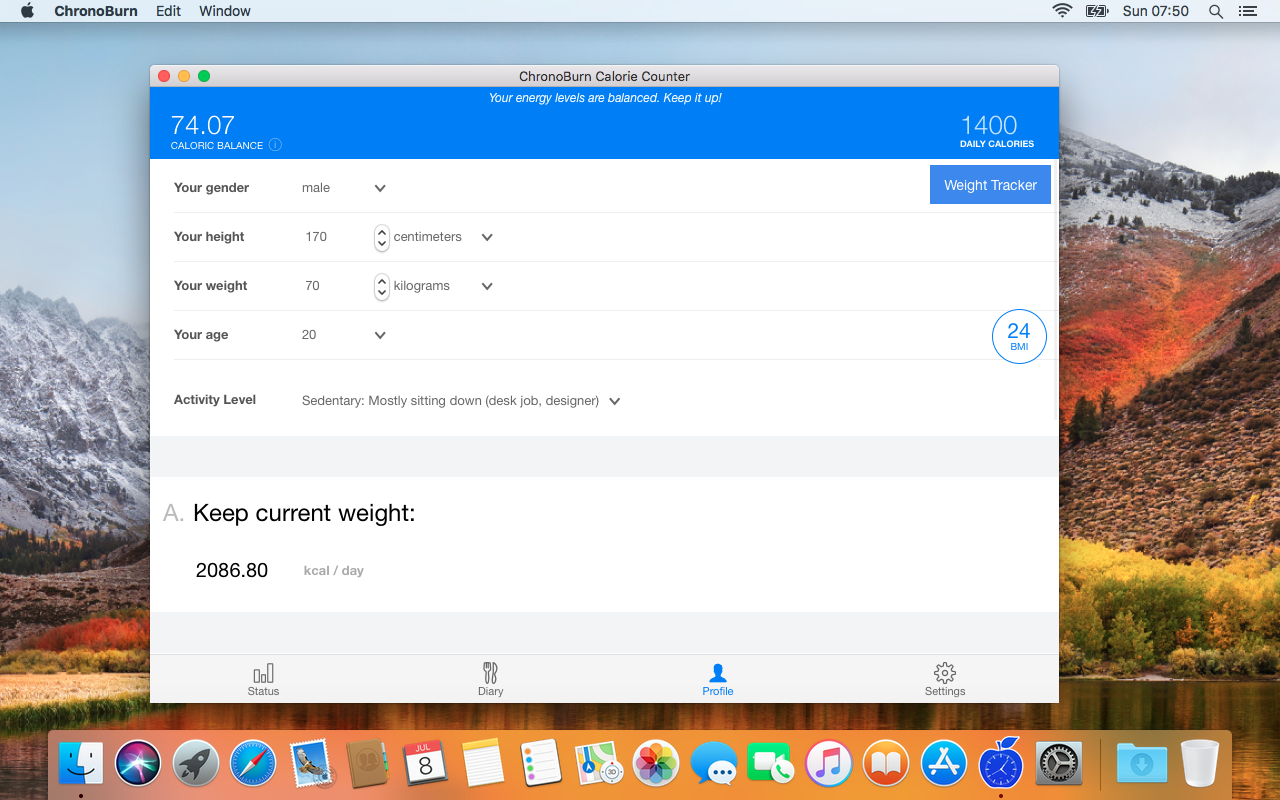 ChronoBurn Edit Window Sun 07:50
ChronoBurn Calorie Counter
Your energy levels are balanced. Keep it up!
74.07 1400
CALORIC BALANCE i DAILY CALORIES
Your gender male Weight Tracker
Your height 170 centimeters
Your weight 70 kilograms
Your age 20 24
BMI
Activity Level Sedentary: Mostly sitting down (desk job, designer)
A. Keep current weight:
2086.80 kcal / day
Status Diary Profile Settings
JUL
8
3D